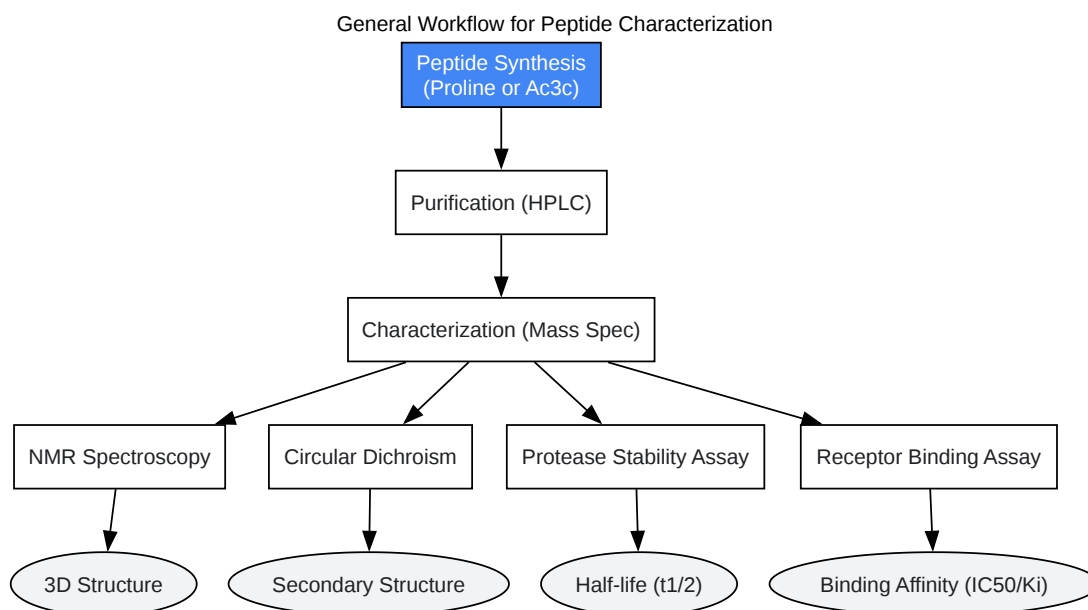 General Workflow for Peptide Characterization
Peptide Synthesis
(Proline or Ac3c)
Purification (HPLC)
Characterization (Mass Spec)
NMR Spectroscopy
Circular Dichroism
Protease Stability Assay
Receptor Binding Assay
3D Structure
Secondary Structure
Half-life (t1/2)
Binding Affinity (IC50/Ki)